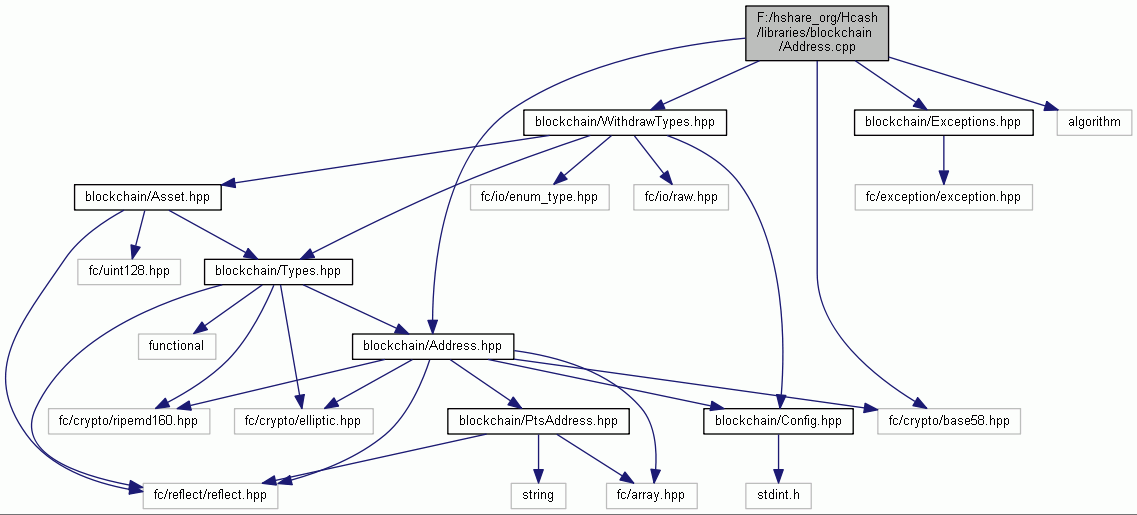 F:/hshare_org/Hcash
/libraries/blockchain
/Address.cpp
blockchain/WithdrawTypes.hpp
blockchain/Exceptions.hpp
algorithm
blockchain/Asset.hpp
fc/io/enum_type.hpp
fc/io/raw.hpp
fc/exception/exception.hpp
fc/uint128.hpp
blockchain/Types.hpp
functional
blockchain/Address.hpp
fc/crypto/ripemd160.hpp
fc/crypto/elliptic.hpp
blockchain/PtsAddress.hpp
blockchain/Config.hpp
fc/crypto/base58.hpp
fc/reflect/reflect.hpp
string
fc/array.hpp
stdint.h